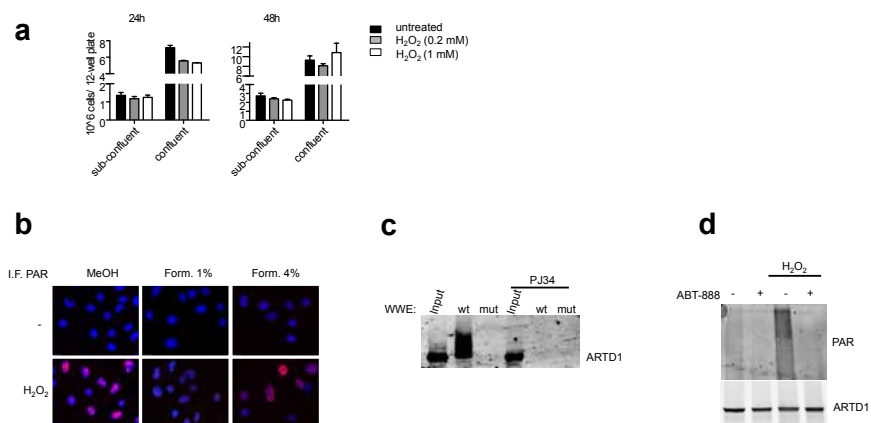 a
24h
48h
untreated
H₂O₂ (0.2 mM)
H₂O₂ (1 mM)
10^6 cells/ 12-well plate
8
6
4
2
1
0
sub-confluent
confluent
12
10
8
6
4
3
2
1
0
sub-confluent
confluent
b
I.F. PAR
MeOH
Form. 1%
Form. 4%
-
H₂O₂
c
PJ34
WWE:
Input
wt
mut
Input
wt
mut
ARTD1
d
H₂O₂
ABT-888
-
+
-
+
PAR
ARTD1